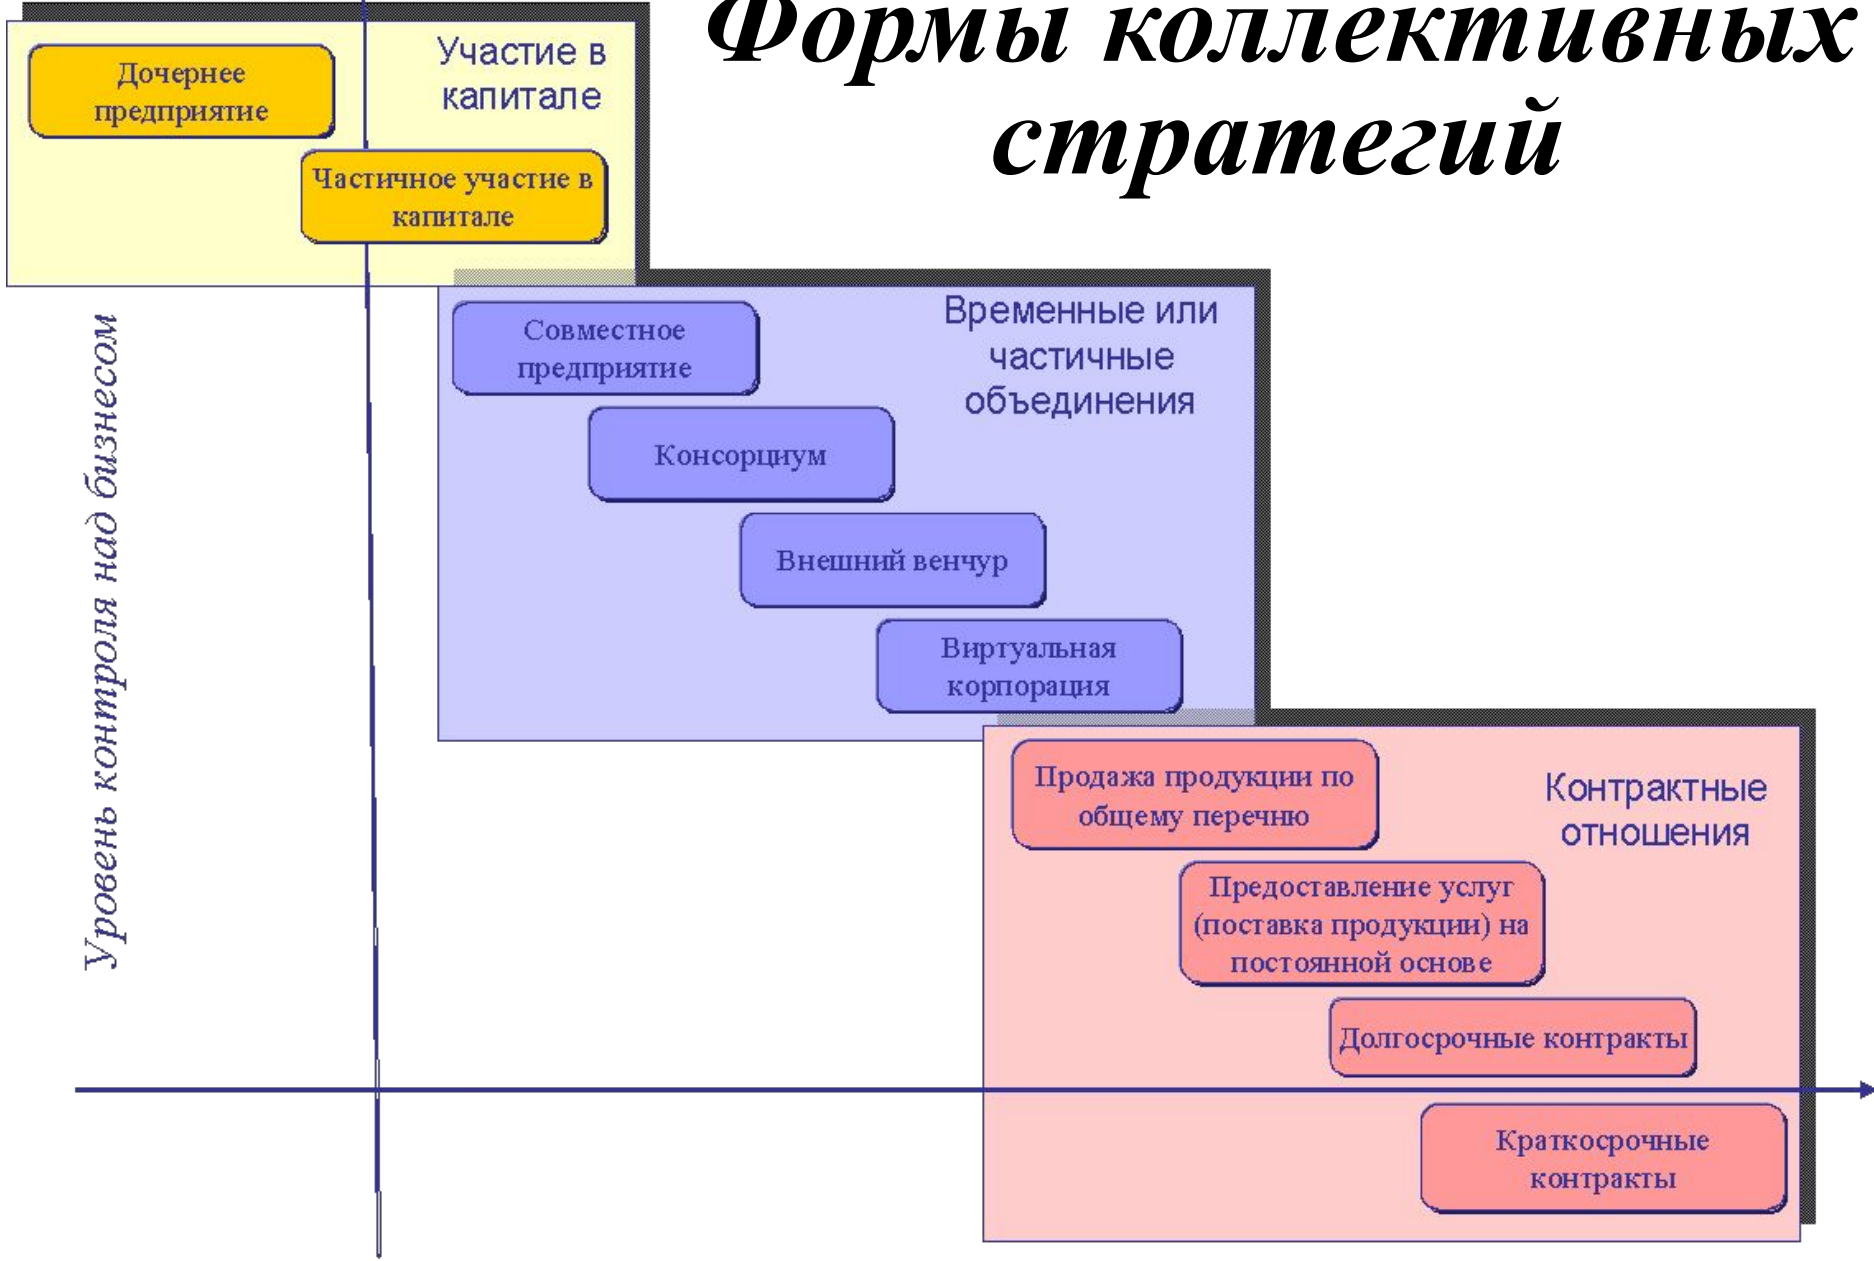 Формы коллективных
стратегий
Участие в
капитале
Дочернее
предприятие
Частичное участие в
капитале
Уровень контроля над бизнесом
Временные или
частичные
объединения
Совместное
предприятие
Консорциум
Внешний венчур
Виртуальная
корпорация
Контрактные
отношения
Продажа продукции по
общему перечню
Предоставление услуг
(поставка продукции) на
постоянной основе
Долгосрочные контракты
Краткосрочные
контракты